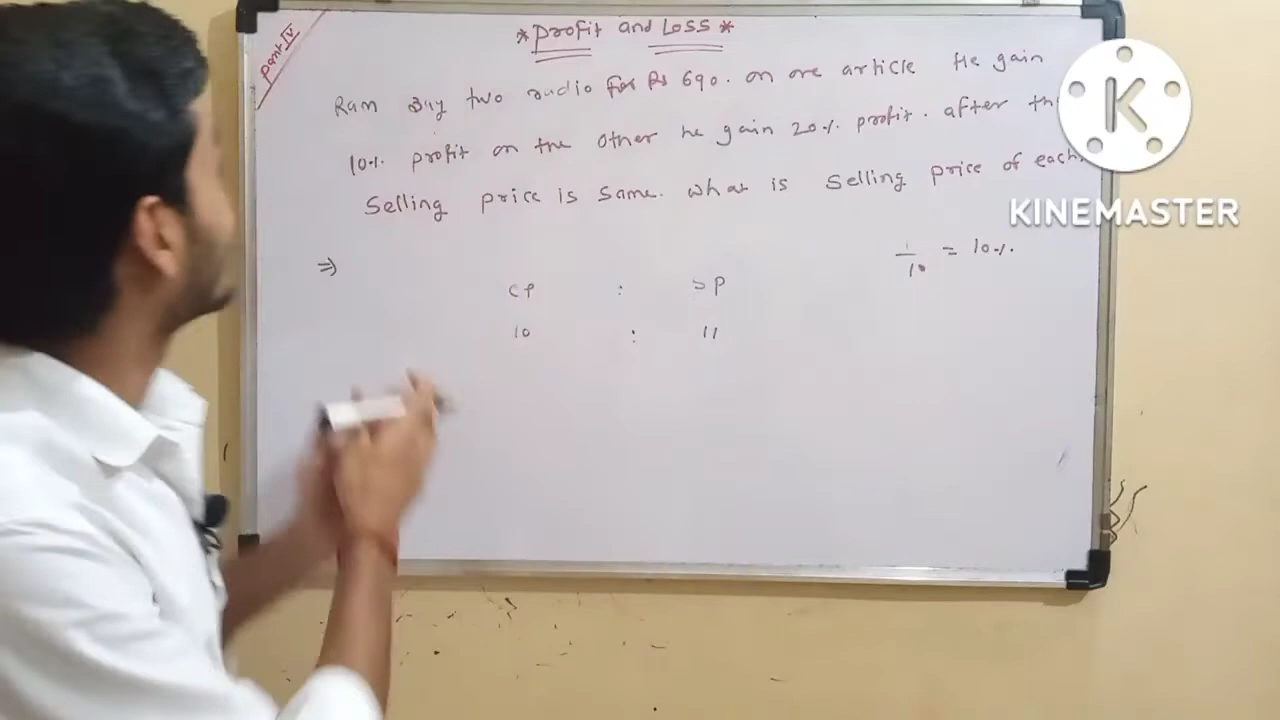 Part IV
*Profit and Loss*
Ram Buy two radio for Rs 690. on one article He gain
10% profit on the other he gain 20% profit. after th
Selling price is same. what is Selling price of each.
⇒ 1/10 = 10%.
CP : SP
10 : 11
K
KINEMASTER